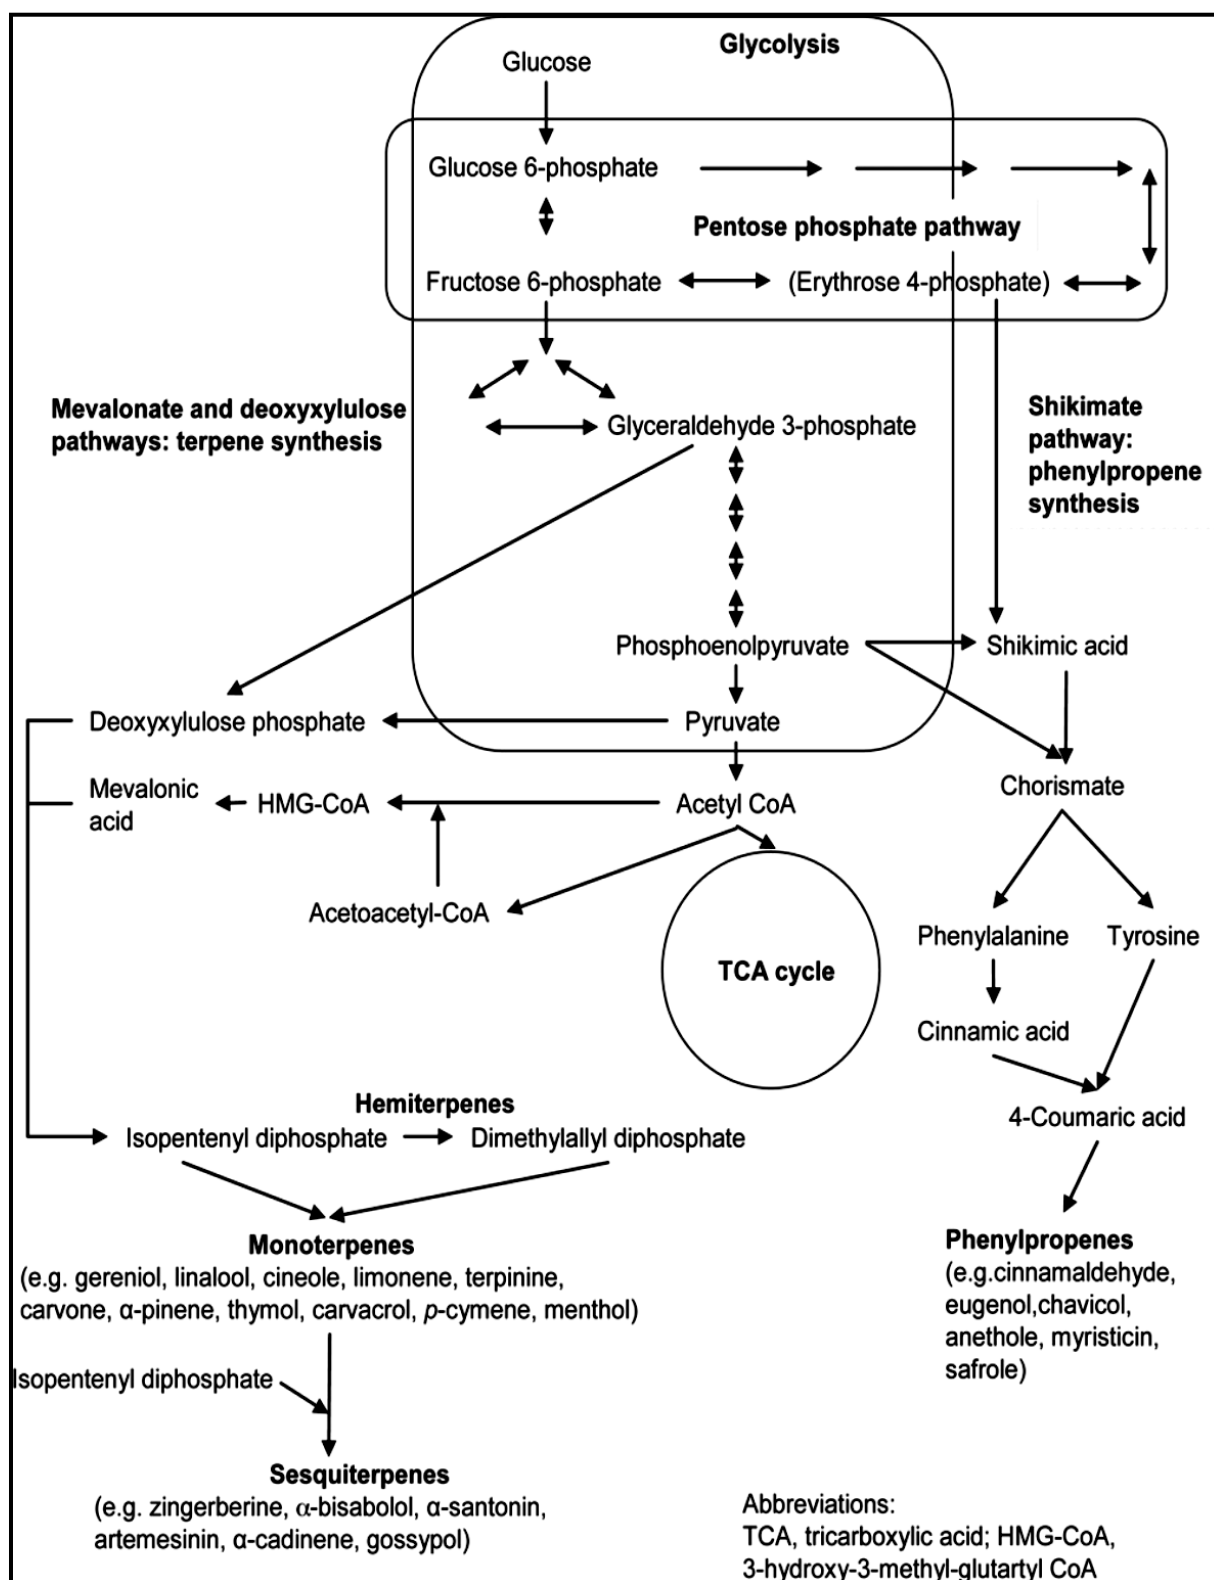 Glycolysis
Glucose
Glucose 6-phosphate
Pentose phosphate pathway
Fructose 6-phosphate
(Erythrose 4-phosphate)
Mevalonate and deoxyxylulose
pathways: terpene synthesis
Glyceraldehyde 3-phosphate
Shikimate
pathway:
phenylpropene
synthesis
Phosphoenolpyruvate
Shikimic acid
Deoxyxylulose phosphate
Pyruvate
Mevalonic
acid
HMG-CoA
Acetyl CoA
Chorismate
Acetoacetyl-CoA
TCA cycle
Phenylalanine
Tyrosine
Cinnamic acid
4-Coumaric acid
Hemiterpenes
Isopentenyl diphosphate
Dimethylallyl diphosphate
Monoterpenes
(e.g. gereniol, linalool, cineole, limonene, terpinine,
carvone, α-pinene, thymol, carvacrol, p-cymene, menthol)
Phenylpropenes
(e.g.cinnamaldehyde,
eugenol,chavicol,
anethole, myristicin,
safrole)
Isopentenyl diphosphate
Sesquiterpenes
(e.g. zingerberine, α-bisabolol, α-santonin,
artemesinin, α-cadinene, gossypol)
Abbreviations:
TCA, tricarboxylic acid; HMG-CoA,
3-hydroxy-3-methyl-glutartyl CoA